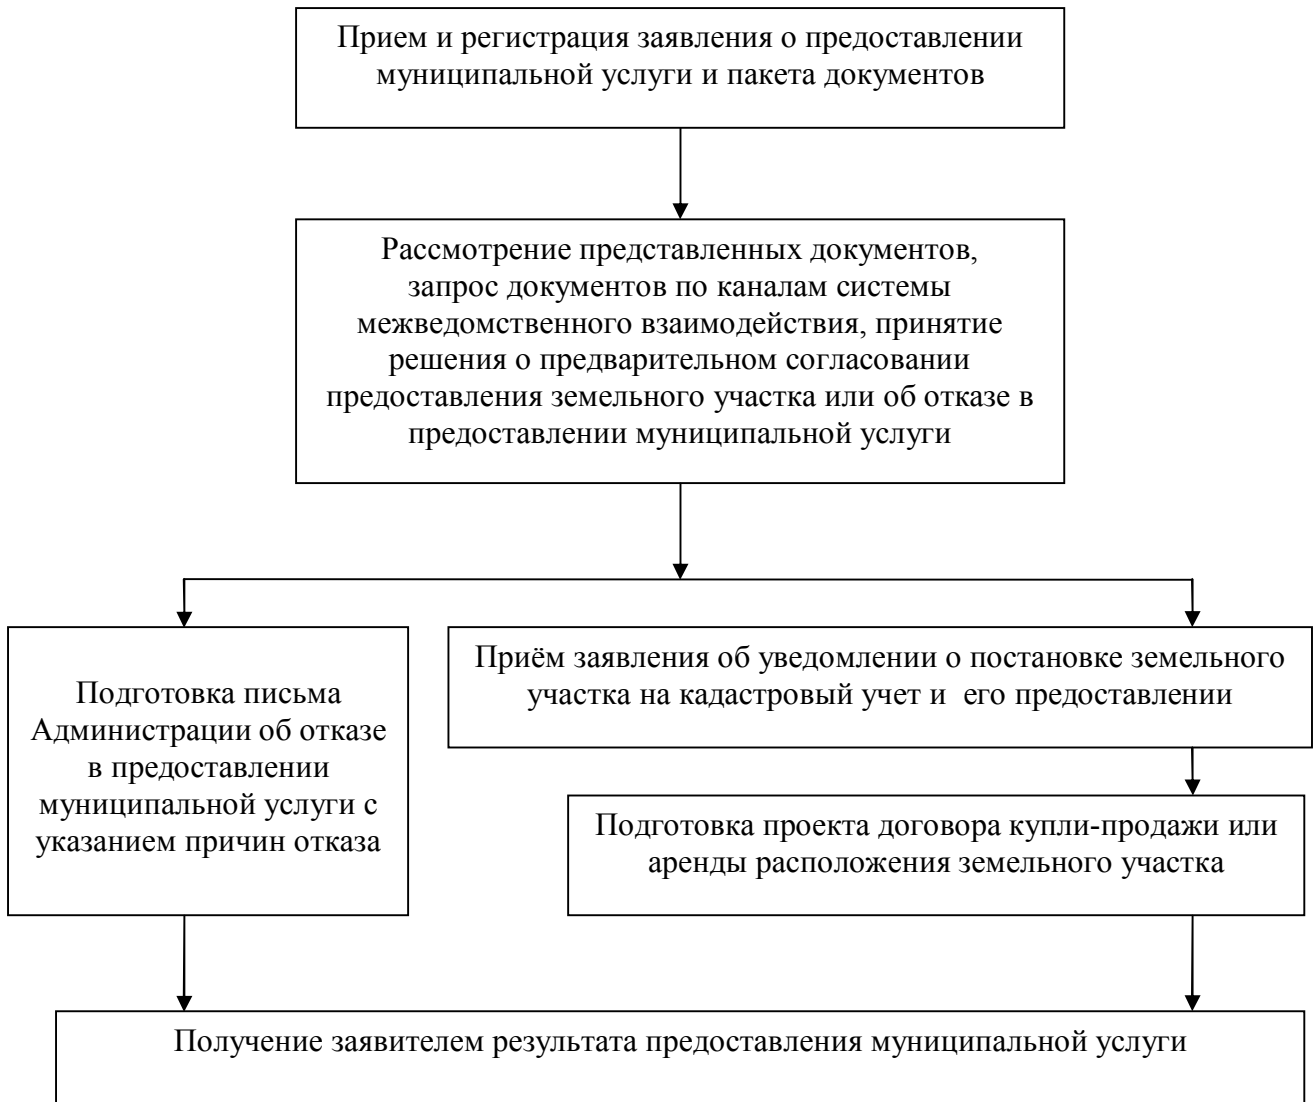 Прием и регистрация заявления о предоставлении
муниципальной услуги и пакета документов
Рассмотрение представленных документов,
запрос документов по каналам системы
межведомственного взаимодействия, принятие
решения о предварительном согласовании
предоставления земельного участка или об отказе в
предоставлении муниципальной услуги
Подготовка письма
Администрации об отказе
в предоставлении
муниципальной услуги с
указанием причин отказа
Приём заявления об уведомлении о постановке земельного
участка на кадастровый учет и  его предоставлении
Подготовка проекта договора купли-продажи или
аренды расположения земельного участка
Получение заявителем результата предоставления муниципальной услуги